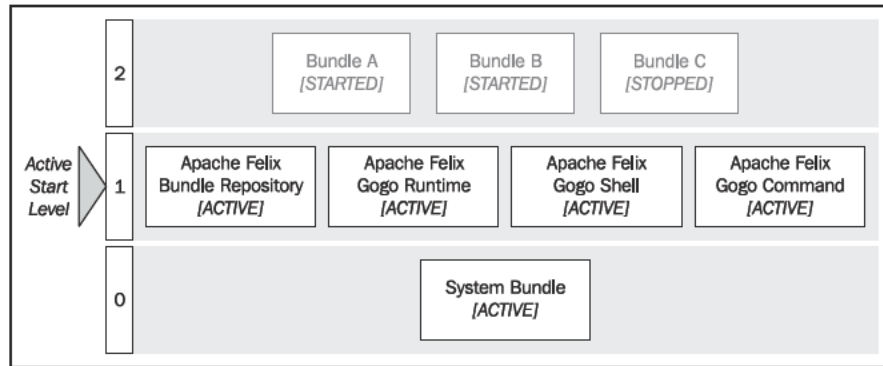 2
Bundle A
[STARTED]
Bundle B
[STARTED]
Bundle C
[STOPPED]
Active
Start
Level
1
Apache Felix
Bundle Repository
[ACTIVE]
Apache Felix
Gogo Runtime
[ACTIVE]
Apache Felix
Gogo Shell
[ACTIVE]
Apache Felix
Gogo Command
[ACTIVE]
0
System Bundle
[ACTIVE]